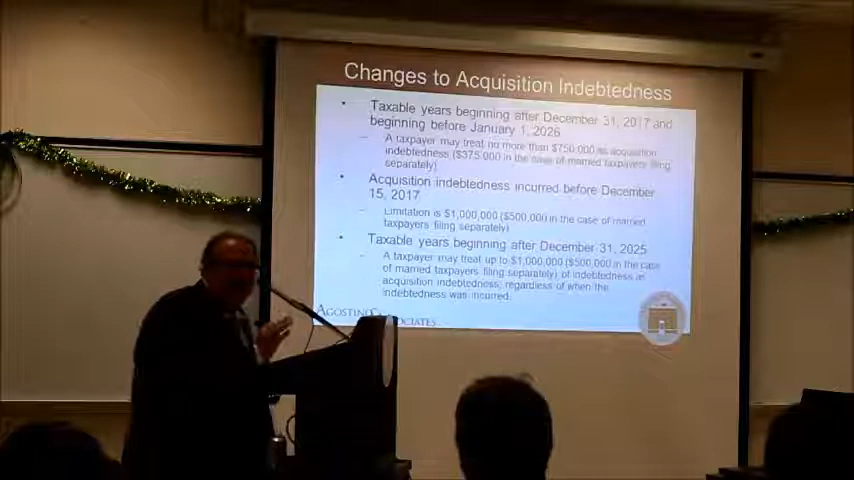 Changes to Acquisition Indebtedness
• Taxable years beginning after December 31, 2017 and
beginning before January 1, 2026
– A taxpayer may treat no more than $750,000 as acquisition
indebtedness ($375,000 in the case of married taxpayers filing
separately)
• Acquisition indebtedness incurred before December
15, 2017
– Limitation is $1,000,000 ($500,000 in the case of married
taxpayers filing separately)
• Taxable years beginning after December 31, 2025
– A taxpayer may treat up to $1,000,000 ($500,000 in the case
of married taxpayers filing separately) of indebtedness as
acquisition indebtedness, regardless of when the
indebtedness was incurred.
AGOSTINO